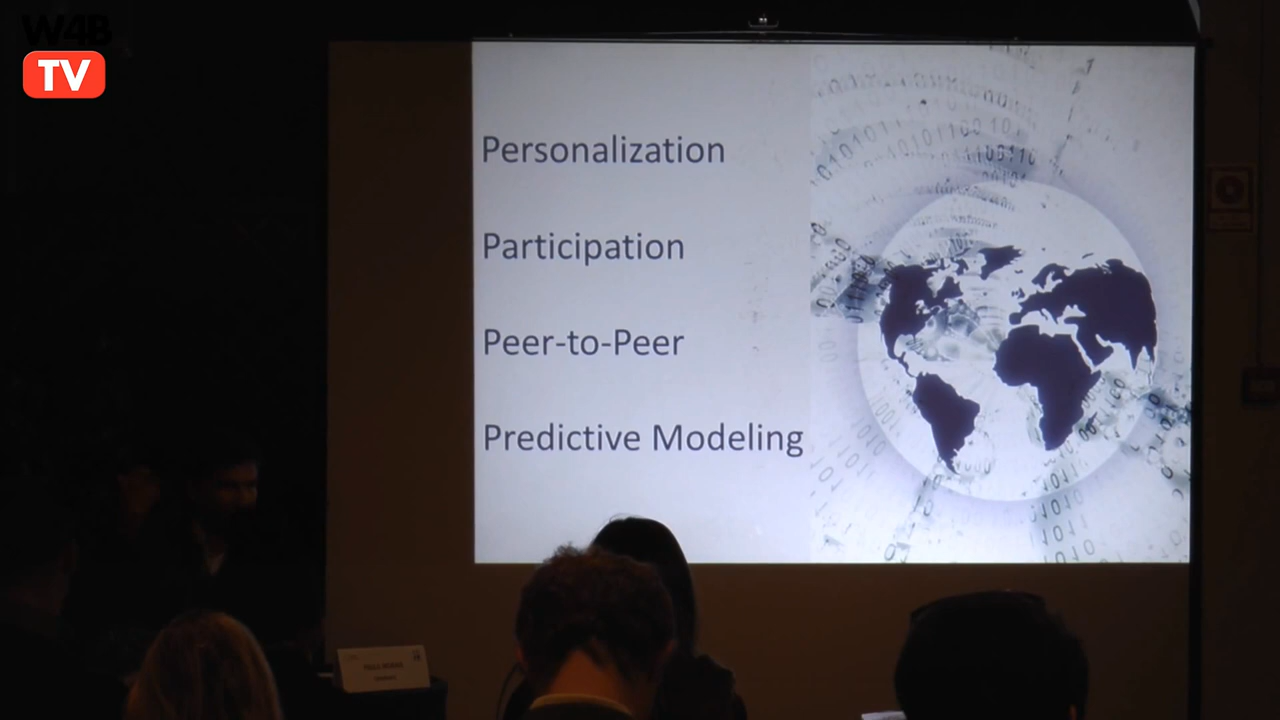 W4B
TV
Personalization
Participation
Peer-to-Peer
Predictive Modeling